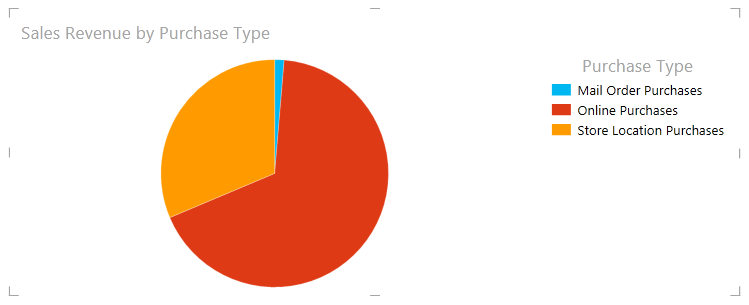 Sales Revenue by Purchase Type
Purchase Type
Mail Order Purchases
Online Purchases
Store Location Purchases